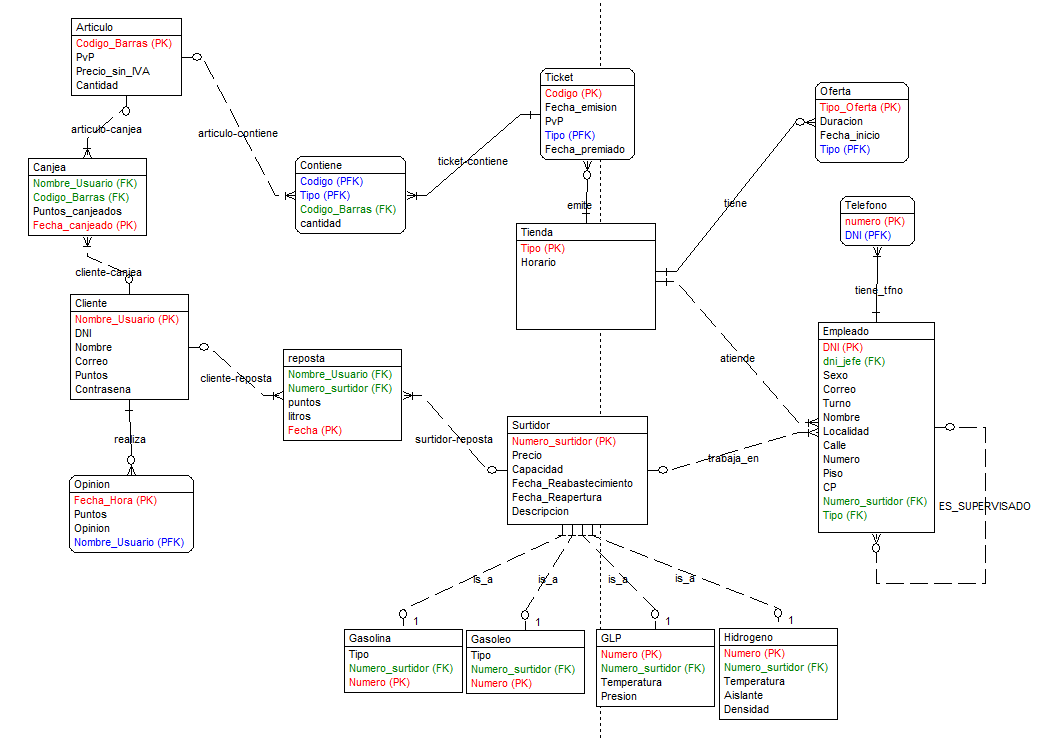 Articulo
Codigo_Barras (PK)
PvP
Precio_sin_IVA
Cantidad
articulo-canjea
articulo-contiene
Canjea
Nombre_Usuario (FK)
Codigo_Barras (FK)
Puntos_canjeados
Fecha_canjeado (PK)
cliente-canjea
Contiene
Codigo (PFK)
Tipo (PFK)
Codigo_Barras (FK)
cantidad
ticket-contiene
Ticket
Codigo (PK)
Fecha_emision
PvP
Tipo (PFK)
Fecha_premiado
emite
Oferta
Tipo_Oferta (PK)
Duracion
Fecha_inicio
Tipo (PFK)
tiene
Telefono
numero (PK)
DNI (PFK)
tiene_tfno
Tienda
Tipo (PK)
Horario
atiende
Cliente
Nombre_Usuario (PK)
DNI
Nombre
Correo
Puntos
Contrasena
cliente-reposta
realiza
reposta
Nombre_Usuario (FK)
Numero_surtidor (FK)
puntos
litros
Fecha (PK)
surtidor-reposta
Empleado
DNI (PK)
dni_jefe (FK)
Sexo
Correo
Turno
Nombre
Localidad
Calle
Numero
Piso
CP
Numero_surtidor (FK)
Tipo (FK)
ES_SUPERVISADO
trabaja_en
Surtidor
Numero_surtidor (PK)
Precio
Capacidad
Fecha_Reabastecimiento
Fecha_Reapertura
Descripcion
Opinion
Fecha_Hora (PK)
Puntos
Opinion
Nombre_Usuario (PFK)
is_a
is_a
is_a
is_a
1
1
1
1
Gasolina
Tipo
Numero_surtidor (FK)
Numero (PK)
Gasoleo
Tipo
Numero_surtidor (FK)
Numero (PK)
GLP
Numero (PK)
Numero_surtidor (FK)
Temperatura
Presion
Hidrogeno
Numero (PK)
Numero_surtidor (FK)
Temperatura
Aislante
Densidad